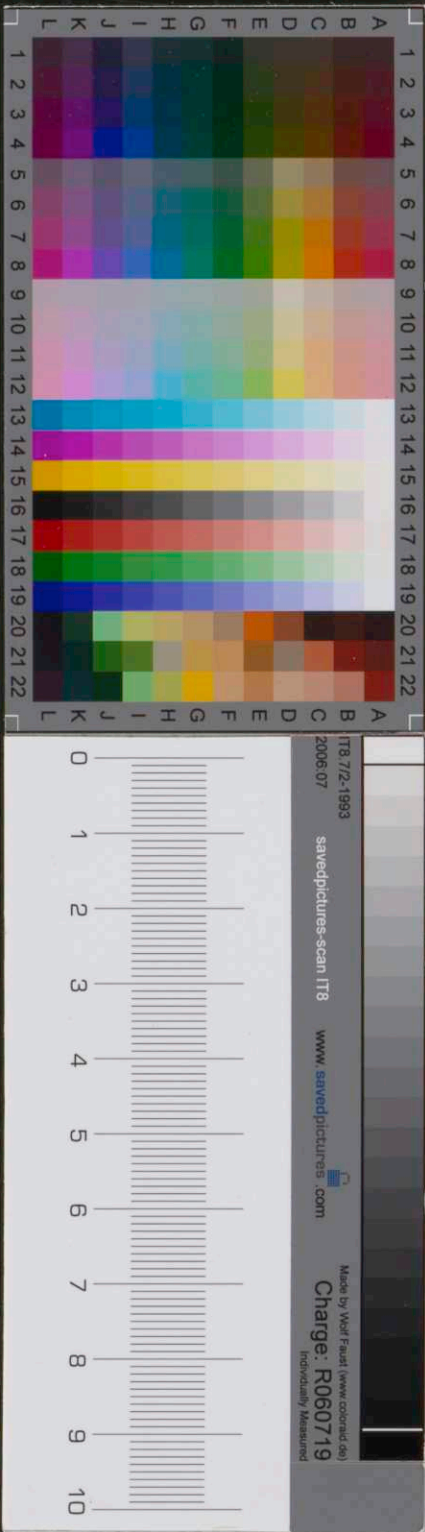 L K J I H G F E D C B A
1 2 3 4 5 6 7 8 9 10 11 12 13 14 15 16 17 18 19 20 21 22
1 2 3 4 5 6 7 8 9 10 11 12 13 14 15 16 17 18 19 20 21 22
L K J I H G F E D C B A
IT8.7/2-1993
2006:07
savedpictures-scan IT8
www.savedpictures.com
Made by Wolf Faust (www.coloraid.de)
Charge: R060719
Individually Measured
0 1 2 3 4 5 6 7 8 9 10